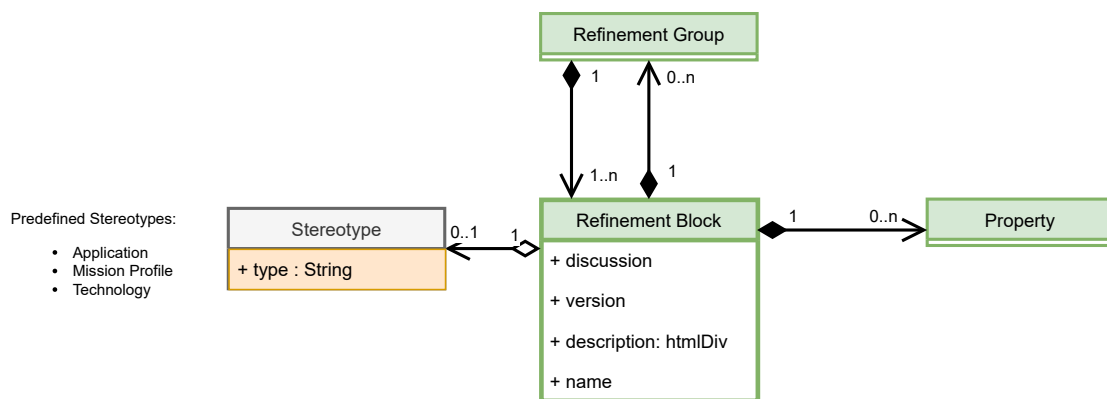 Refinement Group
1
0..n
1..n
1
Predefined Stereotypes:
• Application
• Mission Profile
• Technology
Stereotype
+ type : String
0..1
1
Refinement Block
+ discussion
+ version
+ description: htmlDiv
+ name
1
0..n
Property